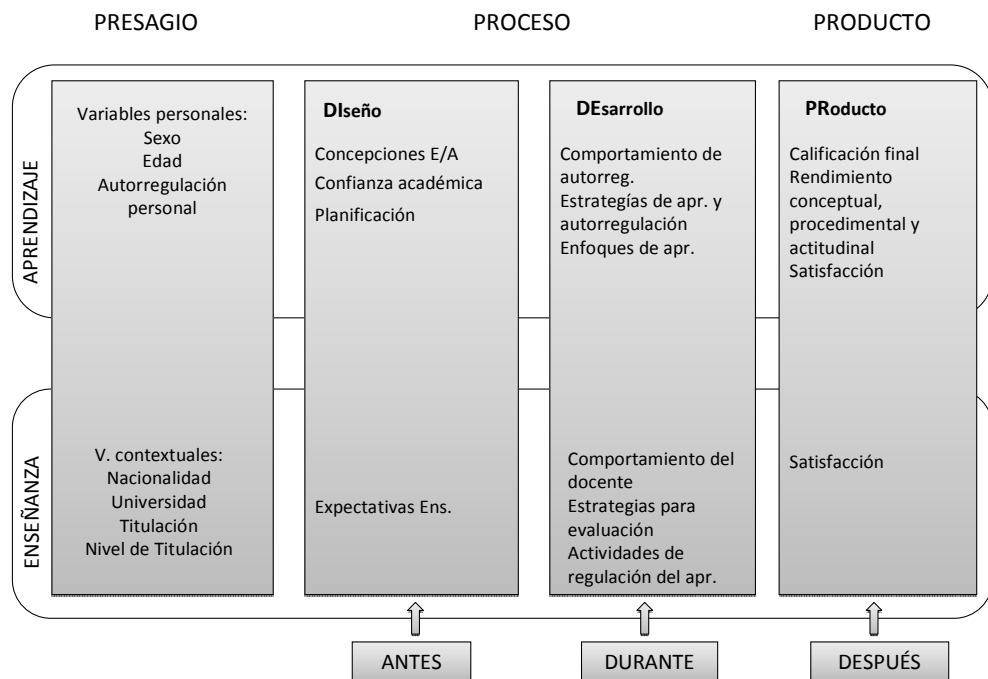 PRESAGIO
PROCESO
PRODUCTO
APRENDIZAJE
Variables personales:
Sexo
Edad
Autorregulación
personal
DIseño
Concepciones E/A
Confianza académica
Planificación
DEsarrollo
Comportamiento de
autorreg.
Estrategías de apr. y
autorregulación
Enfoques de apr.
PRoducto
Calificación final
Rendimiento
conceptual,
procedimental y
actitudinal
Satisfacción
ENSEÑANZA
V. contextuales:
Nacionalidad
Universidad
Titulación
Nivel de Titulación
Expectativas Ens.
Comportamiento del
docente
Estrategias para
evaluación
Actividades de
regulación del apr.
Satisfacción
ANTES
DURANTE
DESPUÉS